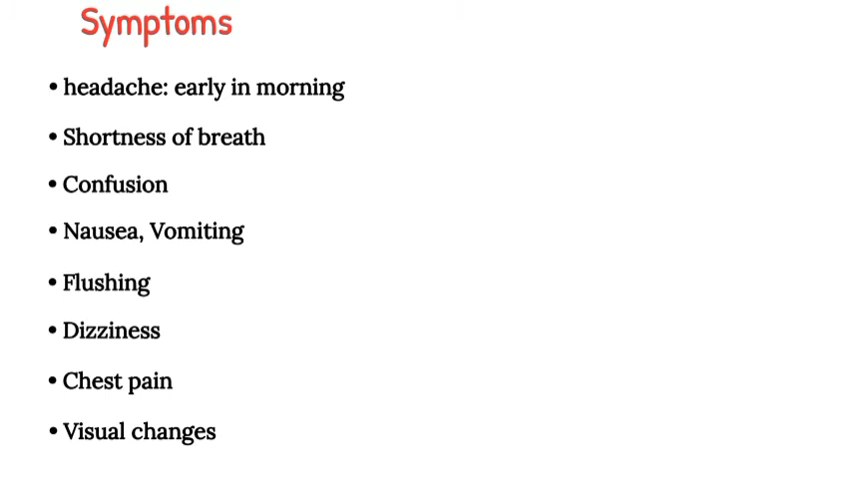 Symptoms
• headache: early in morning
• Shortness of breath
• Confusion
• Nausea, Vomiting
• Flushing
• Dizziness
• Chest pain
• Visual changes